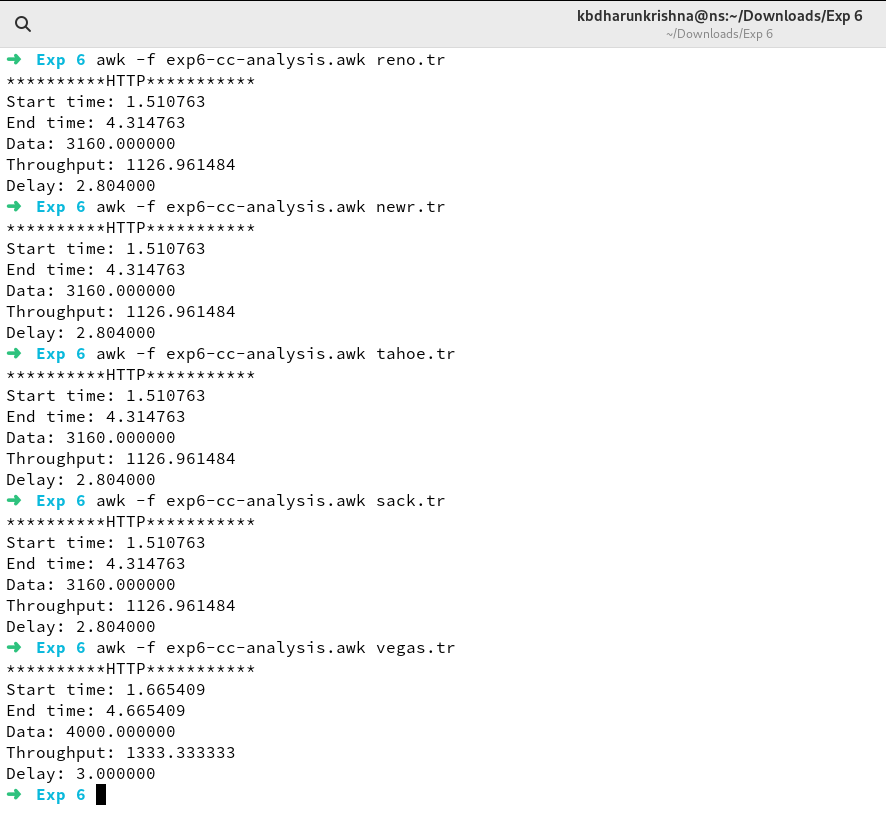 kbdharunkrishna@ns:~/Downloads/Exp 6
~/Downloads/Exp 6
➜ Exp 6 awk -f exp6-cc-analysis.awk reno.tr
**********HTTP***********
Start time: 1.510763
End time: 4.314763
Data: 3160.000000
Throughput: 1126.961484
Delay: 2.804000
➜ Exp 6 awk -f exp6-cc-analysis.awk newr.tr
**********HTTP***********
Start time: 1.510763
End time: 4.314763
Data: 3160.000000
Throughput: 1126.961484
Delay: 2.804000
➜ Exp 6 awk -f exp6-cc-analysis.awk tahoe.tr
**********HTTP***********
Start time: 1.510763
End time: 4.314763
Data: 3160.000000
Throughput: 1126.961484
Delay: 2.804000
➜ Exp 6 awk -f exp6-cc-analysis.awk sack.tr
**********HTTP***********
Start time: 1.510763
End time: 4.314763
Data: 3160.000000
Throughput: 1126.961484
Delay: 2.804000
➜ Exp 6 awk -f exp6-cc-analysis.awk vegas.tr
**********HTTP***********
Start time: 1.665409
End time: 4.665409
Data: 4000.000000
Throughput: 1333.333333
Delay: 3.000000
➜ Exp 6